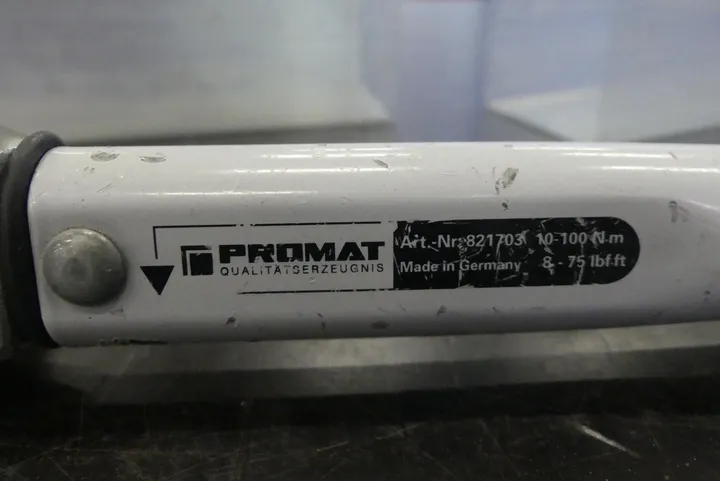 PROMAT
QUALITÄTSERZEUGNIS
Art.-Nr. 821703 10-100 N·m
Made in Germany 8 - 75 lbf.ft